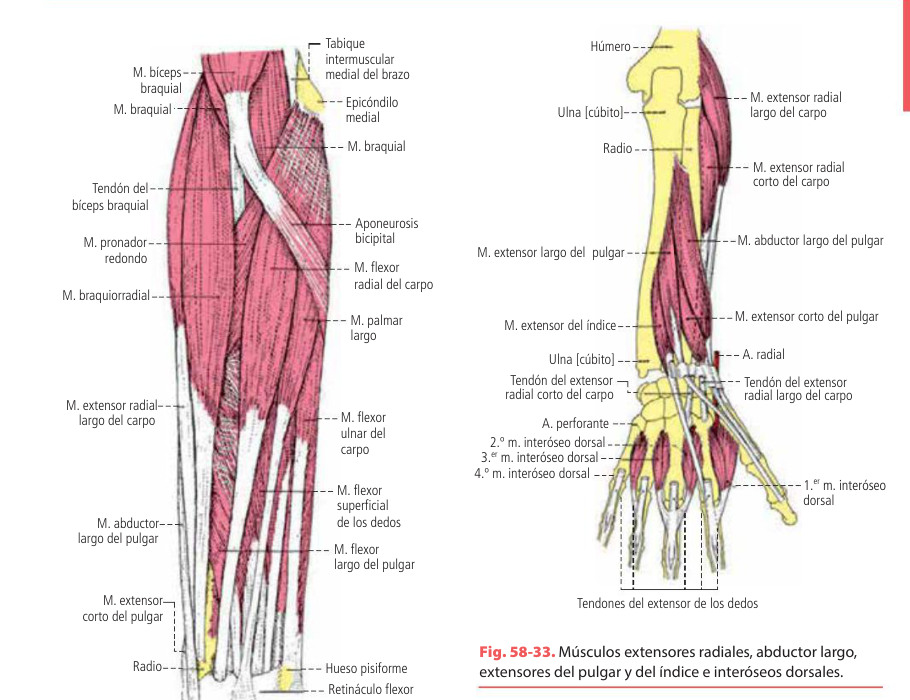 Tabique
intermuscular
medial del brazo
M. bíceps
braquial
M. braquial
Epicóndilo
medial
M. braquial
Tendón del
bíceps braquial
Aponeurosis
bicipital
M. pronador
redondo
M. flexor
radial del carpo
M. braquiorradial
M. palmar
largo
M. extensor radial
largo del carpo
M. flexor
ulnar del
carpo
M. flexor
superficial
de los dedos
M. abductor
largo del pulgar
M. flexor
largo del pulgar
M. extensor
corto del pulgar
Radio
Hueso pisiforme
Retináculo flexor
Húmero
M. extensor radial
largo del carpo
Ulna [cúbito]
Radio
M. extensor radial
corto del carpo
M. abductor largo del pulgar
M. extensor largo del pulgar
M. extensor corto del pulgar
M. extensor del índice
A. radial
Ulna [cúbito]
Tendón del extensor
radial corto del carpo
Tendón del extensor
radial largo del carpo
A. perforante
2.º m. interóseo dorsal
3.er m. interóseo dorsal
4.º m. interóseo dorsal
1.er m. interóseo
dorsal
Tendones del extensor de los dedos
Fig. 58-33. Músculos extensores radiales, abductor largo,
extensores del pulgar y del índice e interóseos dorsales.